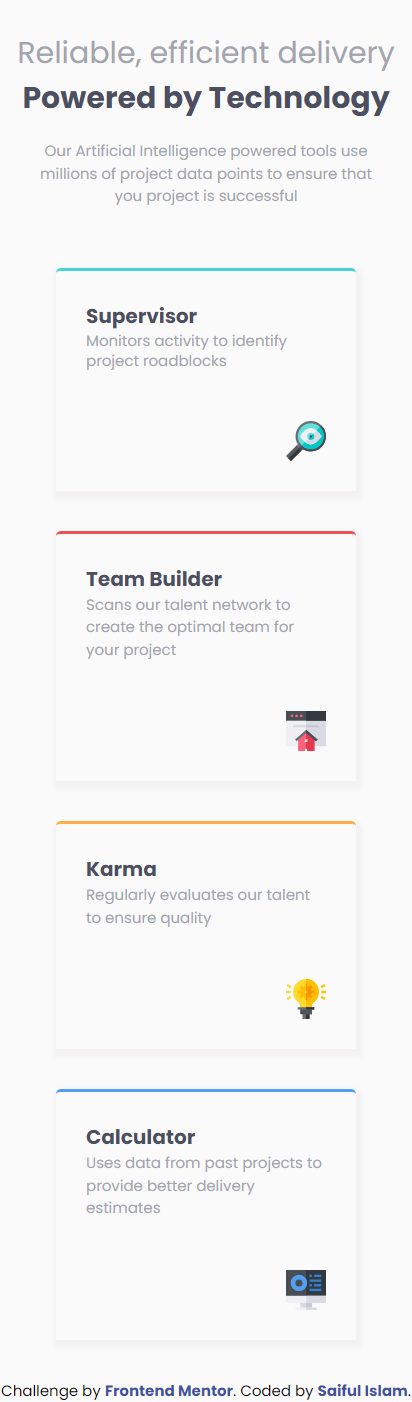 Reliable, efficient delivery
Powered by Technology
Our Artificial Intelligence powered tools use
millions of project data points to ensure that
you project is successful
Supervisor
Monitors activity to identify
project roadblocks
Team Builder
Scans our talent network to
create the optimal team for
your project
Karma
Regularly evaluates our talent
to ensure quality
Calculator
Uses data from past projects to
provide better delivery
estimates
Challenge by Frontend Mentor. Coded by Saiful Islam.